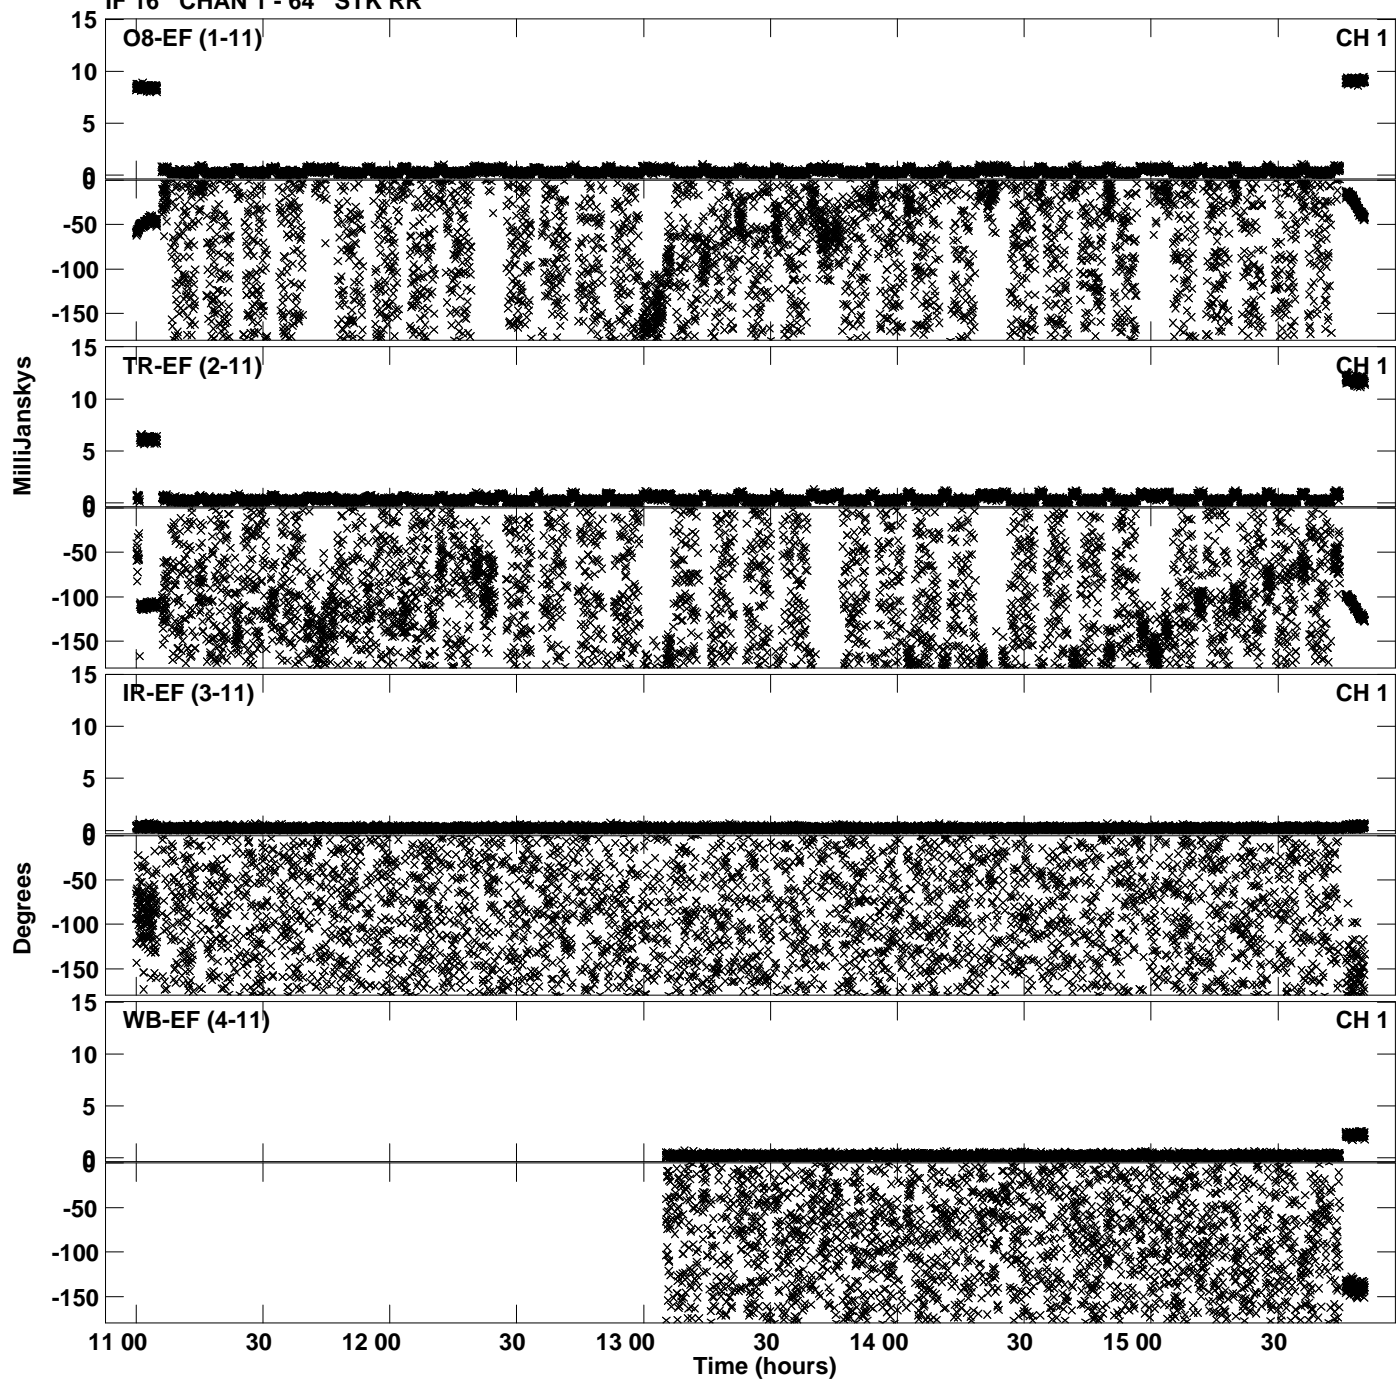 IF 16 CHAN 1 - 64 STK RR
15
O8-EF (1-11)
CH 1
10
5
0
0
-50
-100
-150
15
TR-EF (2-11)
CH 1
10
5
0
0
-50
-100
-150
MilliJanskys
15
IR-EF (3-11)
CH 1
10
5
0
0
-50
-100
-150
Degrees
15
WB-EF (4-11)
CH 1
10
5
0
0
-50
-100
-150
11 00 30 12 00 30 13 00 30 14 00 30 15 00 30
Time (hours)